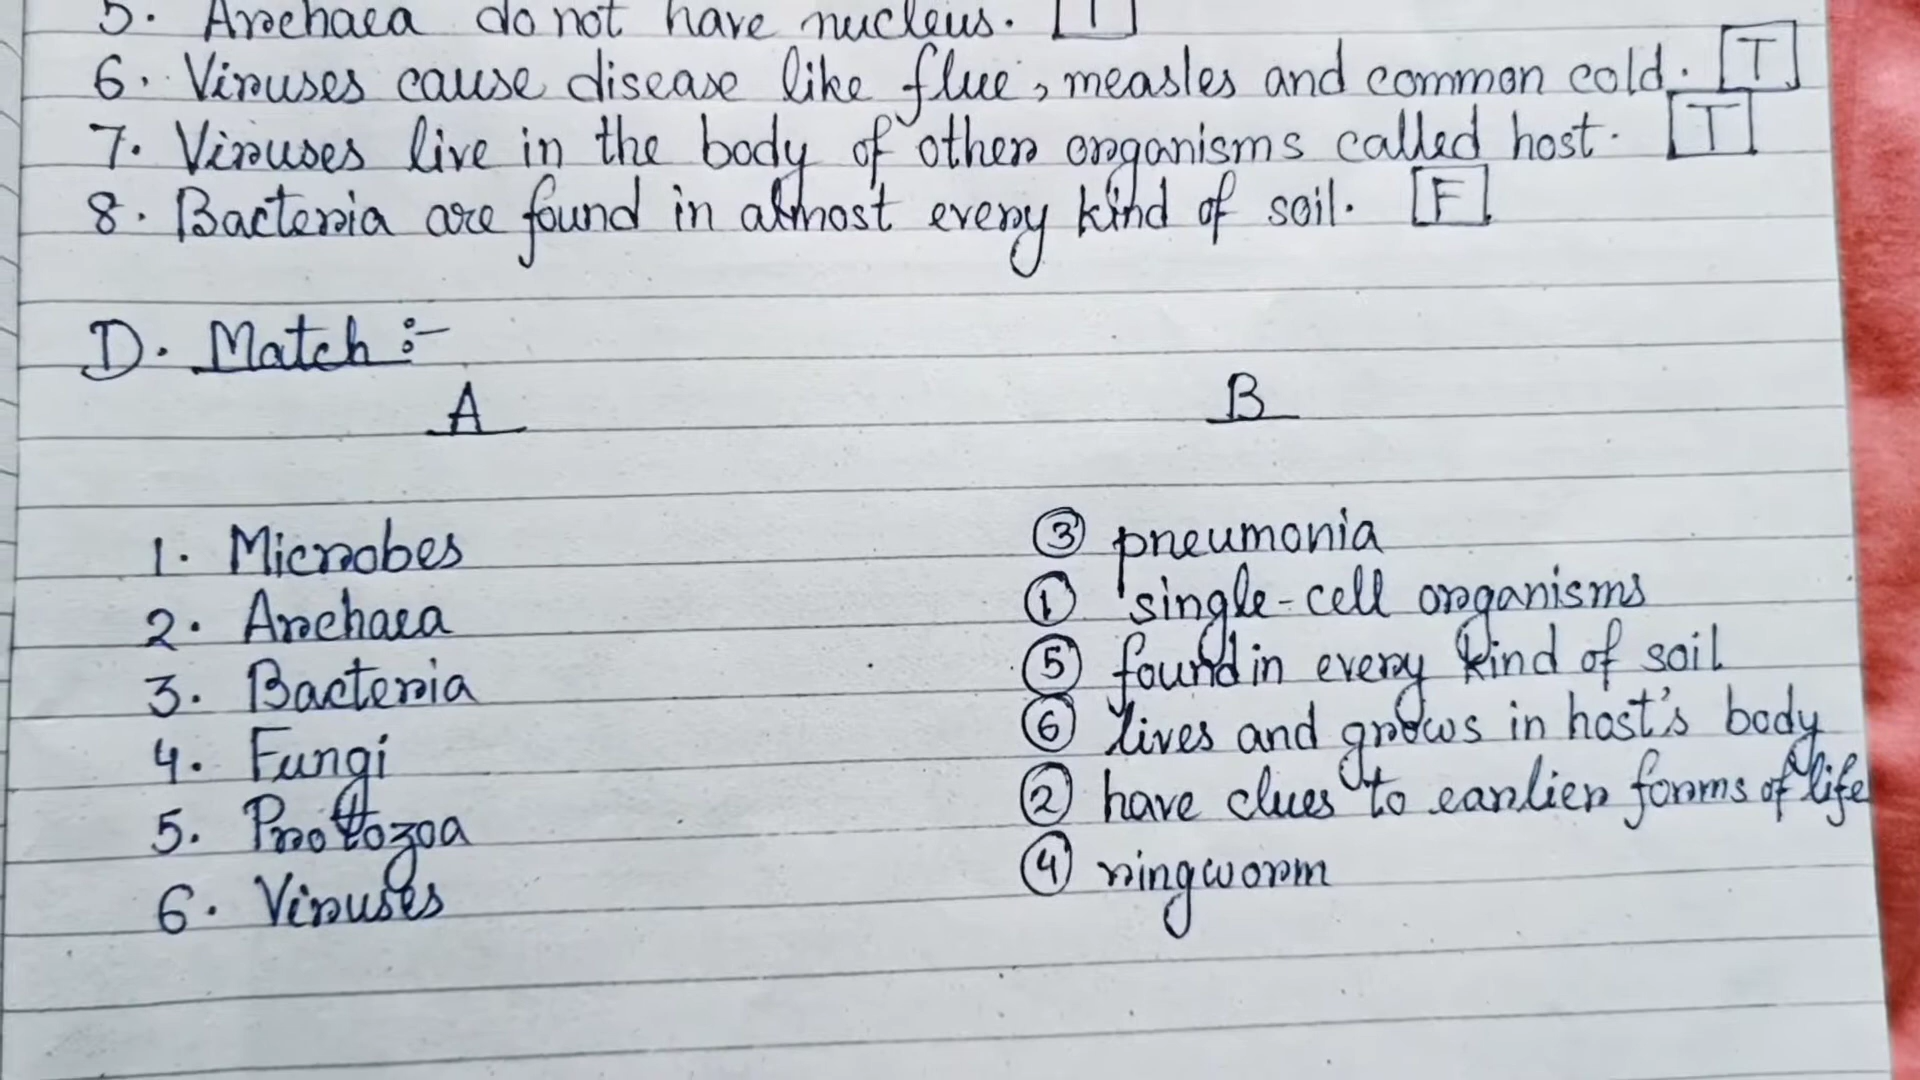 5. Archaea do not have nucleus. T
6. Viruses cause disease like flue, measles and common cold. T
7. Viruses live in the body of other organisms called host. T
8. Bacteria are found in almost every kind of soil. F
D. Match :-
A B
1. Microbes ③ pneumonia
2. Archaea ① single-cell organisms
3. Bacteria ⑤ found in every kind of soil
4. Fungi ⑥ lives and grows in host's body
5. Protozoa ② have clues to earlier forms of life
6. Viruses ④ ringworm